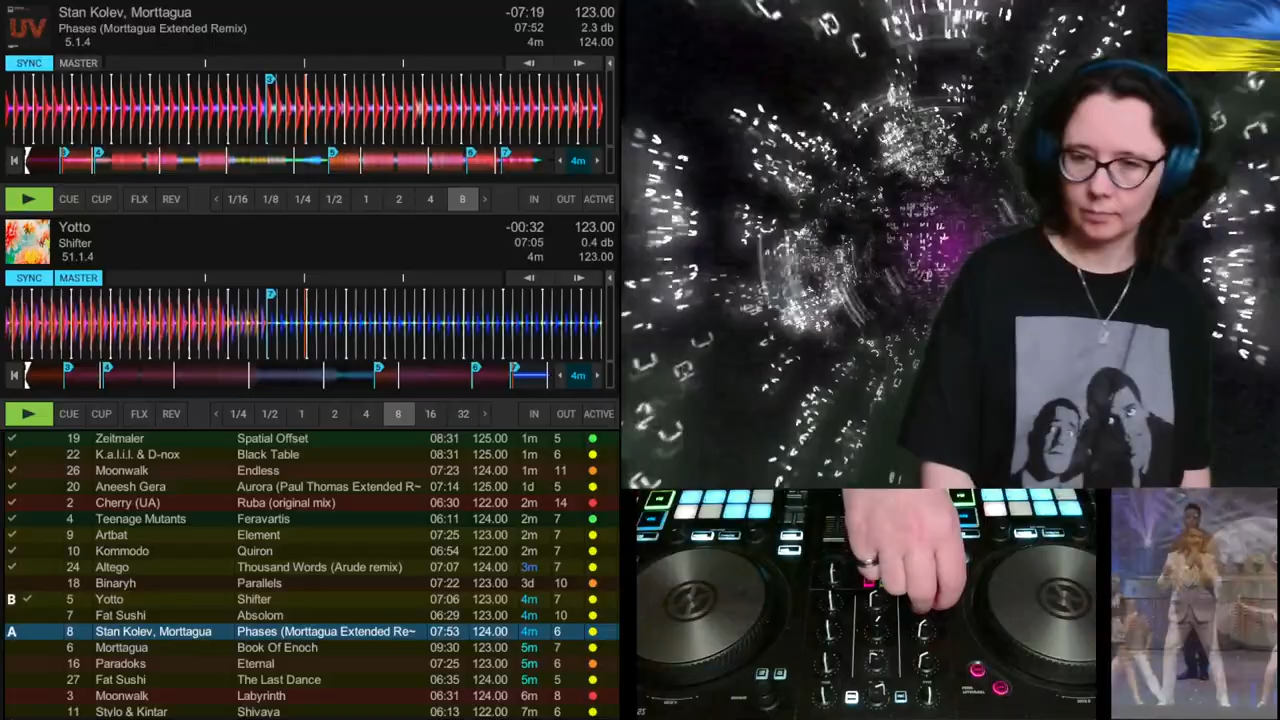 UV
Stan Kolev, Morttagua -07:19 123.00
Phases (Morttagua Extended Remix) 07:52 2.3 db
5.1.4 4m 124.00
SYNC MASTER
3
3 4 5 6 7 4m
CUE CUP FLX REV 1/16 1/8 1/4 1/2 1 2 4 8 IN OUT ACTIVE
Yotto -00:32 123.00
Shifter 07:05 0.4 db
51.1.4 4m 123.00
SYNC MASTER
7
3 4 5 6 7 4m
CUE CUP FLX REV 1/4 1/2 1 2 4 8 16 32 IN OUT ACTIVE
19 Zeitmaler Spatial Offset 08:31 125.00 1m 5
22 K.a.l.i.l. & D-nox Black Table 08:31 125.00 1m 6
26 Moonwalk Endless 07:23 124.00 1m 11
20 Aneesh Gera Aurora (Paul Thomas Extended R~ 07:14 125.00 1d 5
2 Cherry (UA) Ruba (original mix) 06:30 122.00 2m 14
4 Teenage Mutants Feravartis 06:11 124.00 2m 7
9 Artbat Element 07:25 123.00 2m 7
10 Kommodo Quiron 06:54 122.00 2m 7
24 Altego Thousand Words (Arude remix) 07:07 124.00 3m 7
18 Binaryh Parallels 07:22 123.00 3d 10
B 5 Yotto Shifter 07:06 123.00 4m 7
7 Fat Sushi Absolom 06:29 123.00 4m 10
A 8 Stan Kolev, Morttagua Phases (Morttagua Extended Re~ 07:53 124.00 4m 6
6 Morttagua Book Of Enoch 09:30 123.00 5m 7
16 Paradoks Eternal 07:25 123.00 5m 6
27 Fat Sushi The Last Dance 06:35 124.00 5m 5
3 Moonwalk Labyrinth 06:31 124.00 6m 8
11 Stylo & Kintar Shivaya 06:13 122.00 7m 6